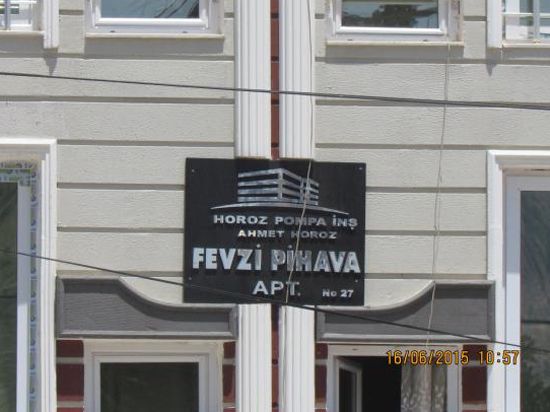 HOROZ POMPA İNŞ
AHMET HOROZ
FEVZİ PİHAVA
APT. No 27
16/06/2015 10:57